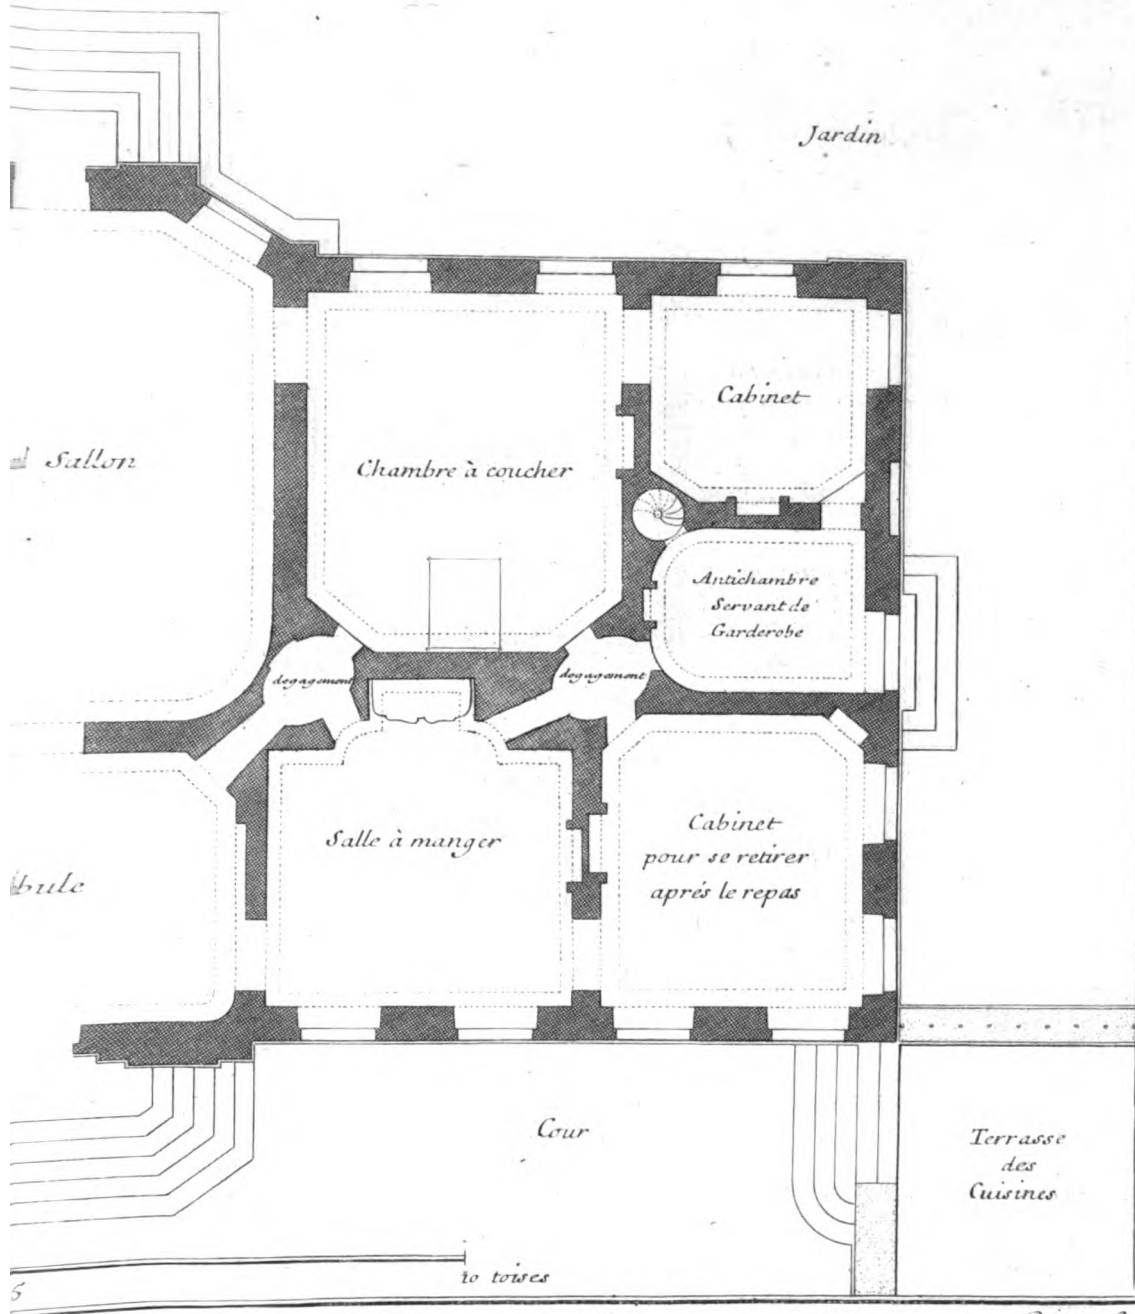 Jardin
Cabinet
Sallon
Chambre à coucher
Antichambre
Servant de
Garderobe
degagement
degagement
Salle à manger
Cabinet
pour se retirer
aprés le repas
bule
Cour
Terrasse
des
Cuisines
10 toises
5